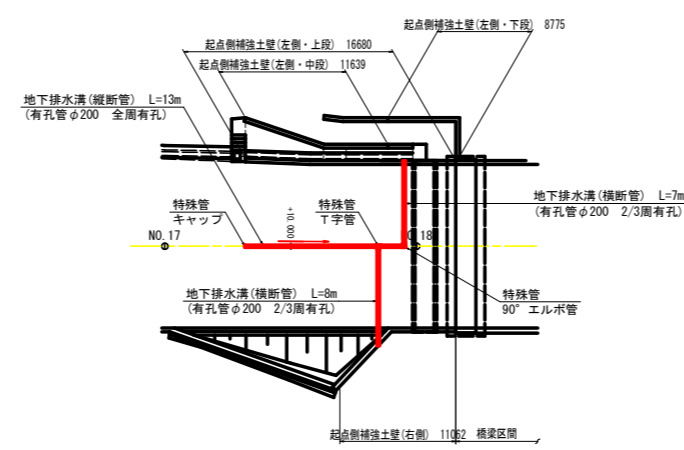 起点側補強土壁(左側・下段) 8775
起点側補強土壁(左側・上段) 16680
起点側補強土壁(左側・中段) 11639
地下排水溝(縦断管) L=13m
(有孔管φ200 全周有孔)
地下排水溝(横断管) L=7m
(有孔管φ200 2/3周有孔)
特殊管
キャップ
+10.000
特殊管
T字管
NO.17
NO.18
地下排水溝(横断管) L=8m
(有孔管φ200 2/3周有孔)
特殊管
90°エルボ管
起点側補強土壁(右側) 11062 橋梁区間